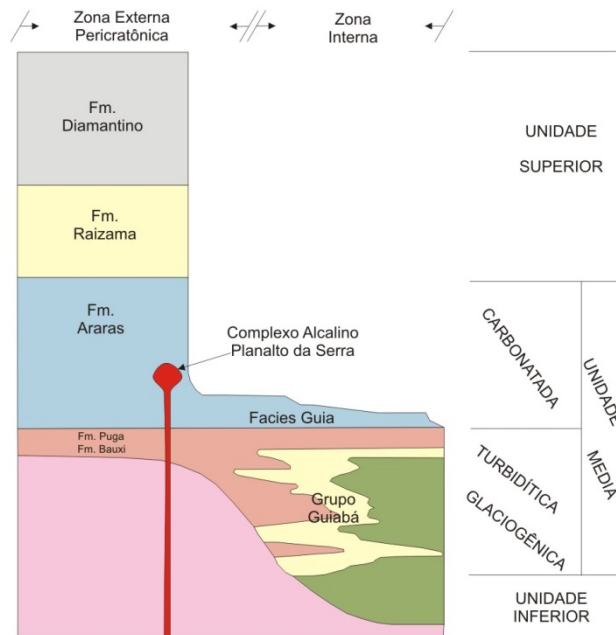 Zona Externa
Pericratônica
Zona
Interna
Fm.
Diamantino
UNIDADE
SUPERIOR
Fm.
Raizama
Fm.
Araras
Complexo Alcalino
Planalto da Serra
CARBONATADA
UNIDADE
MEDIA
Facies Guia
Fm. Puga
Fm. Bauxi
TURBIDÍTICA
GLACIOGÊNICA
Grupo
Guiabá
UNIDADE
INFERIOR